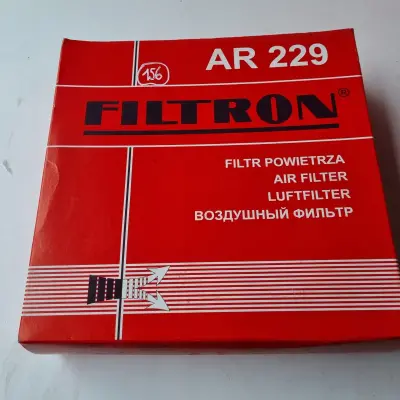 156
AR 229
FILTRON®
FILTR POWIETRZA
AIR FILTER
LUFTFILTER
ВОЗДУШНЫЙ ФИЛЬТР